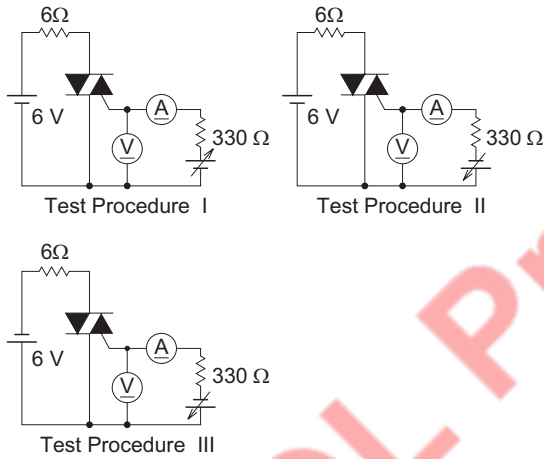 6Ω
6 V
A
V
330 Ω
Test Procedure I
6Ω
6 V
A
V
330 Ω
Test Procedure II
6Ω
6 V
A
V
330 Ω
Test Procedure III